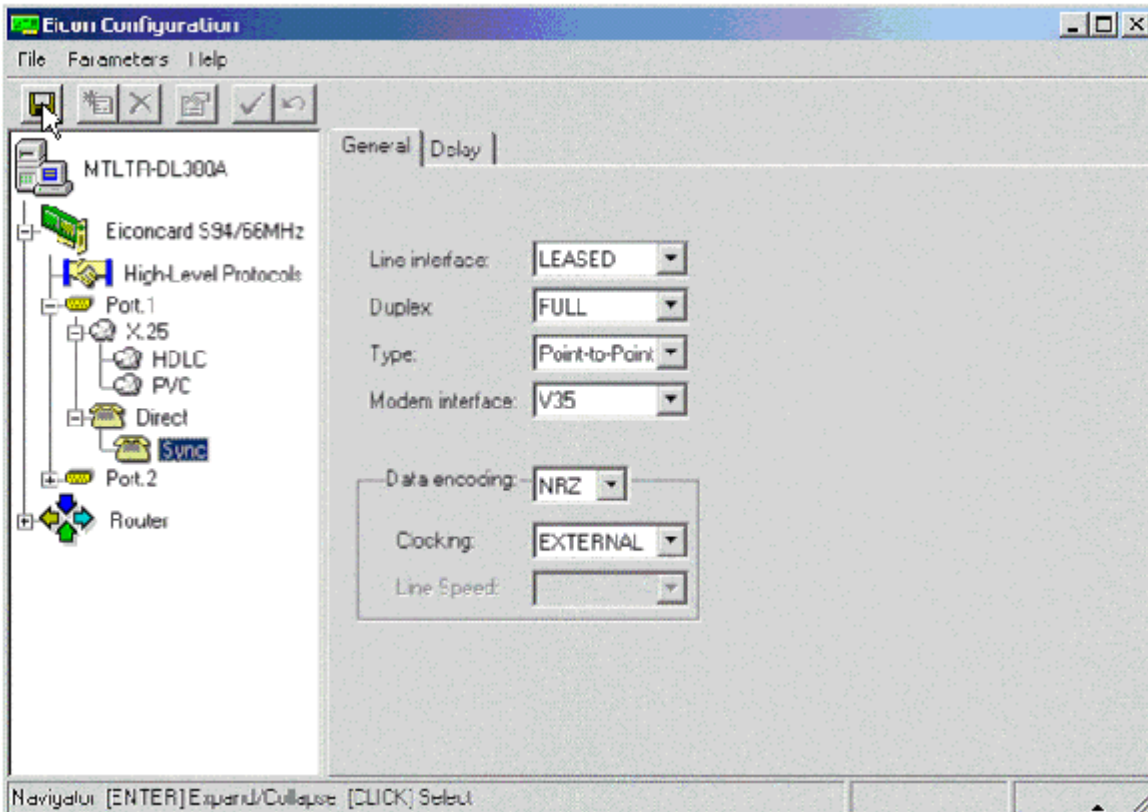 Eicon Configuration
File Parameters Help
General Delay
MTLTR-DL380A
Eiconcard S94/66MHz
High-Level Protocols
Port.1
X.25
HDLC
PVC
Direct
Sync
Port.2
Router
Line interface: LEASED
Duplex FULL
Type: Point-to-Point
Modem interface: V35
Data encoding: NRZ
Clocking: EXTERNAL
Line Speed:
Navigator [ENTER] Expand/Collapse [CLICK] Select